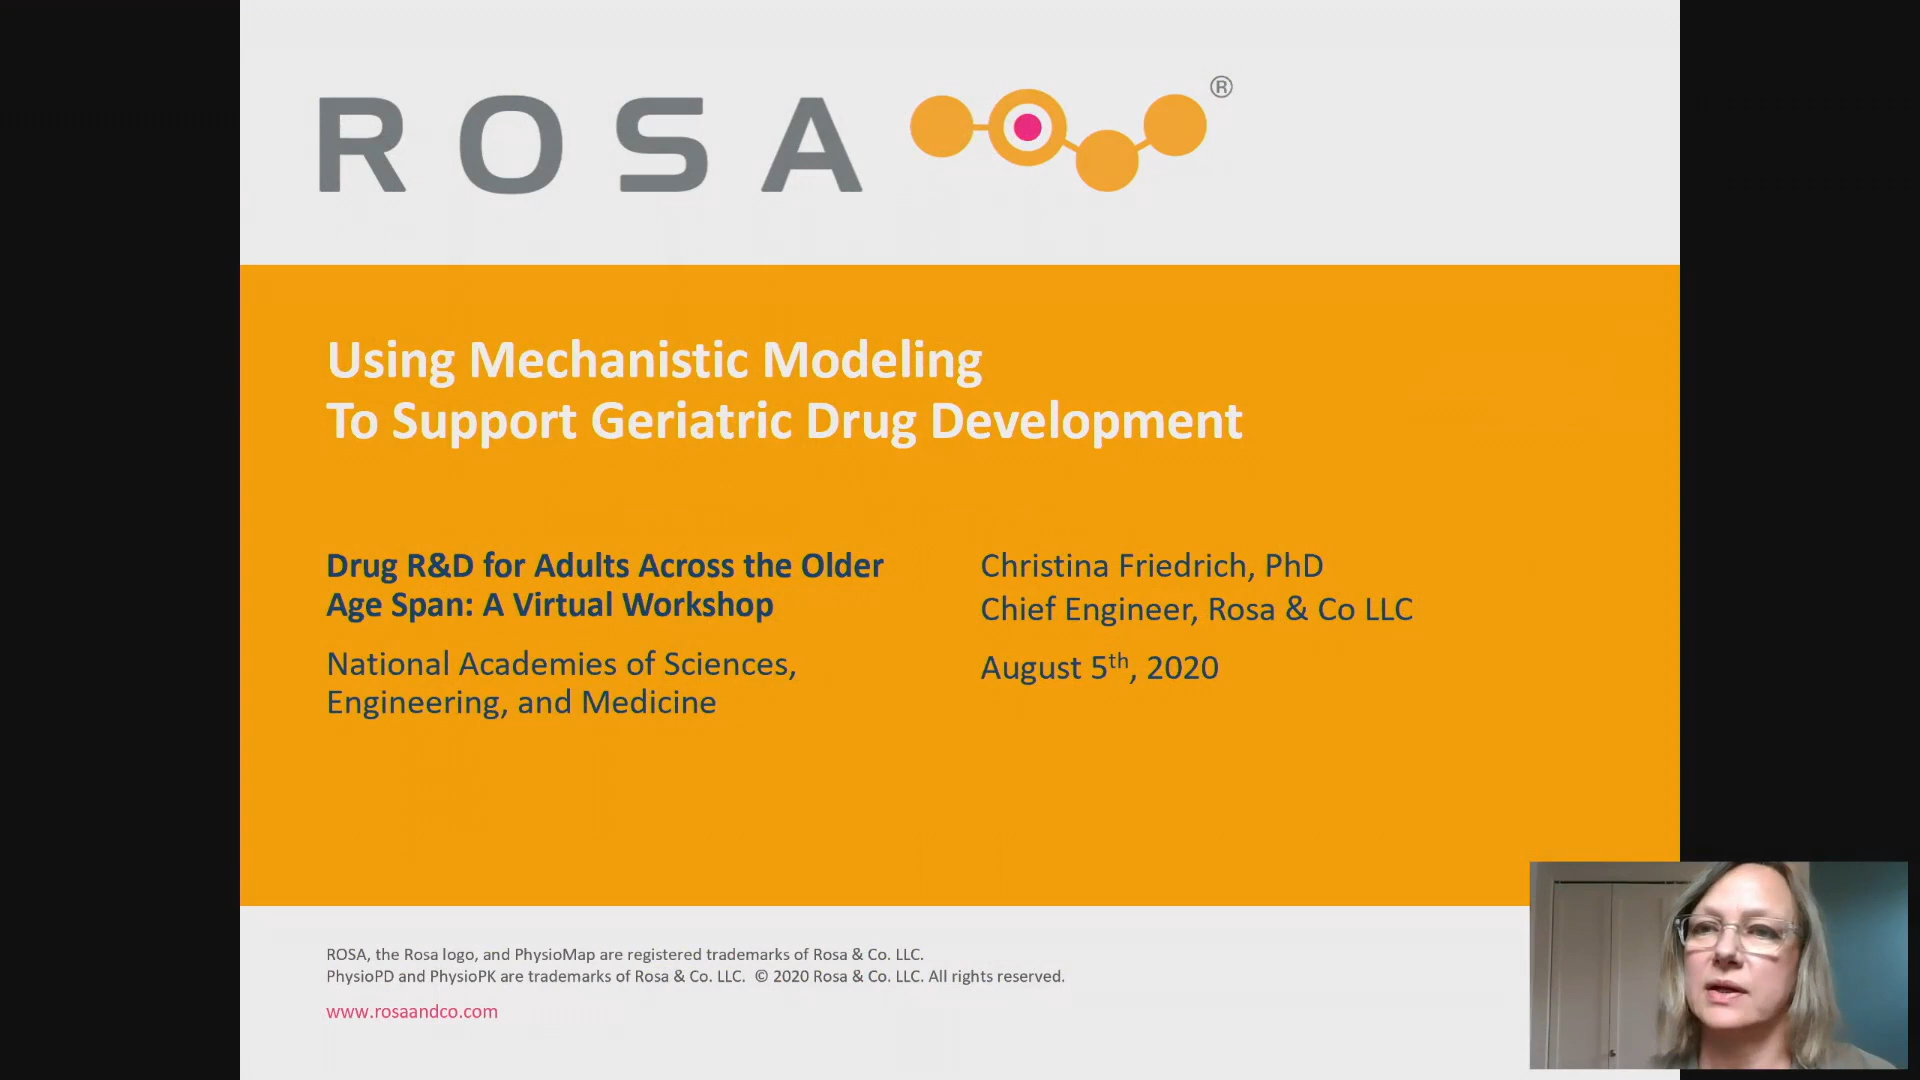 ROSA ®
Using Mechanistic Modeling
To Support Geriatric Drug Development
Drug R&D for Adults Across the Older
Age Span: A Virtual Workshop
National Academies of Sciences,
Engineering, and Medicine
Christina Friedrich, PhD
Chief Engineer, Rosa & Co LLC
August 5th, 2020
ROSA, the Rosa logo, and PhysioMap are registered trademarks of Rosa & Co. LLC.
PhysioPD and PhysioPK are trademarks of Rosa & Co. LLC. © 2020 Rosa & Co. LLC. All rights reserved.
www.rosaandco.com